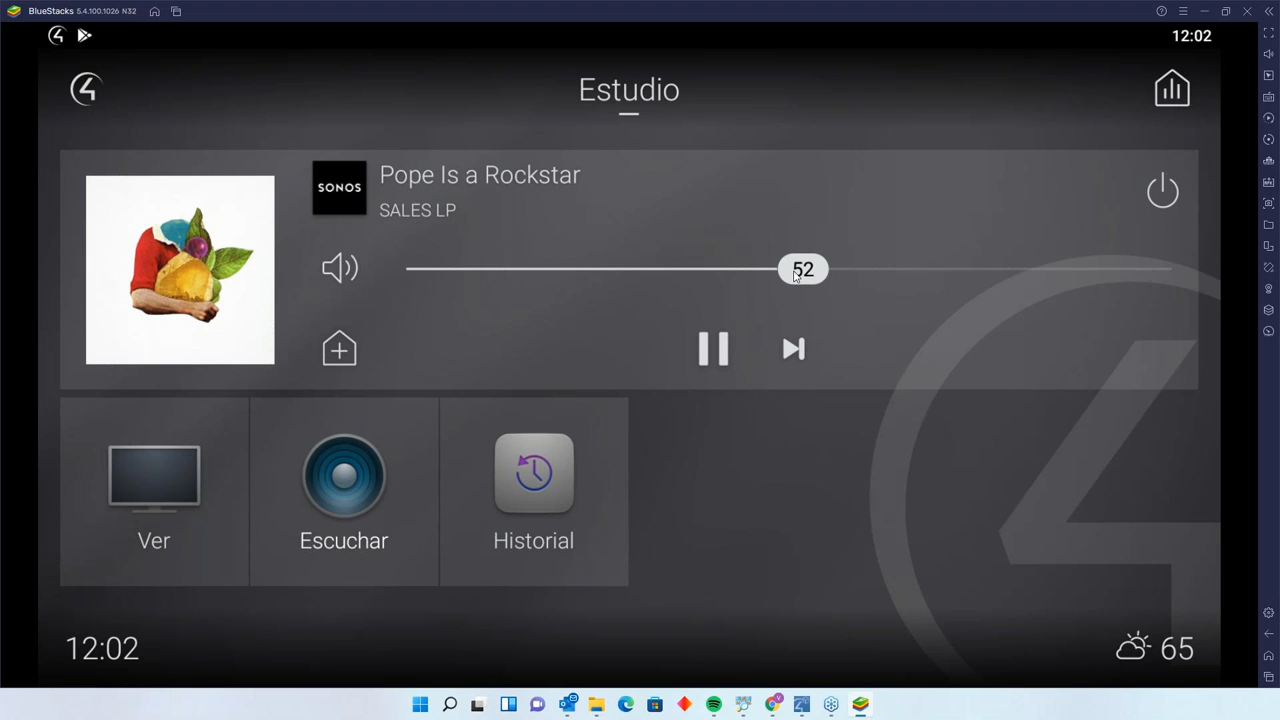 BlueStacks 5.4.100.1026 N32
12:02
Estudio
SONOS
Pope Is a Rockstar
SALES LP
52
Ver
Escuchar
Historial
12:02
65